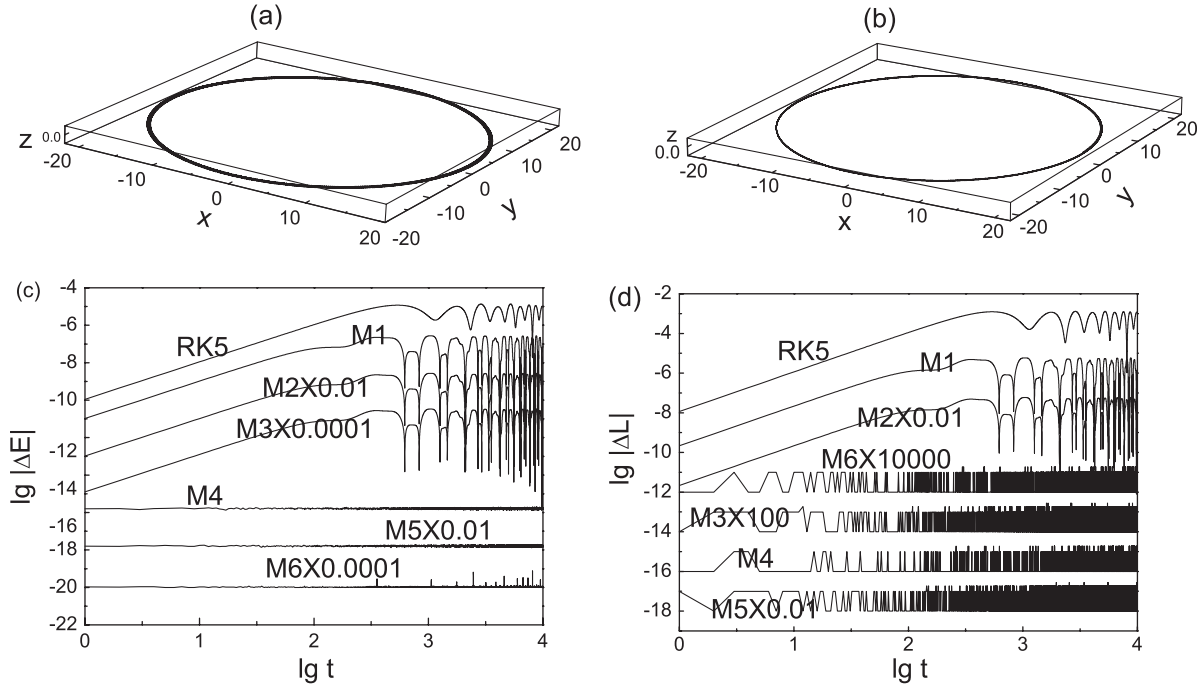 (a)
z
0.0
-20
-10
0
10
20
x
-20
-10
0
10
20
y
(b)
z
0.0
-20
-10
0
10
20
x
-20
-10
0
10
20
y
(c)
lg |ΔE|
-4
-6
-8
-10
-12
-14
-16
-18
-20
-22
RK5
M1
M2X0.01
M3X0.0001
M4
M5X0.01
M6X0.0001
0
1
2
3
4
lg t
(d)
lg |ΔL|
-2
-4
-6
-8
-10
-12
-14
-16
-18
RK5
M1
M2X0.01
M6X10000
M3X100
M4
M5X0.01
0
1
2
3
4
lg t